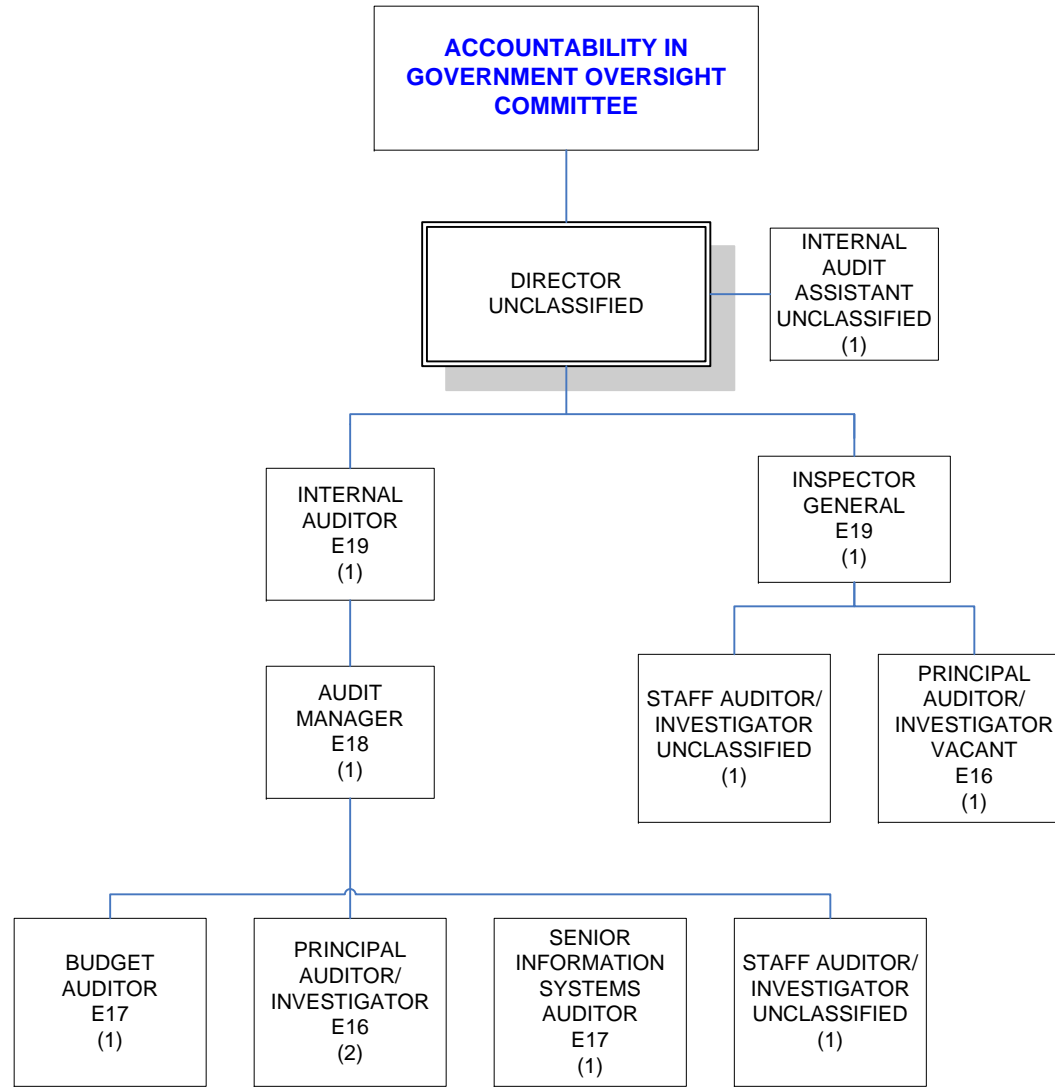 ACCOUNTABILITY IN
GOVERNMENT OVERSIGHT
COMMITTEE
DIRECTOR
UNCLASSIFIED
INTERNAL
AUDIT
ASSISTANT
UNCLASSIFIED
(1)
INTERNAL
AUDITOR
E19
(1)
INSPECTOR
GENERAL
E19
(1)
AUDIT
MANAGER
E18
(1)
STAFF AUDITOR/
INVESTIGATOR
UNCLASSIFIED
(1)
PRINCIPAL
AUDITOR/
INVESTIGATOR
VACANT
E16
(1)
BUDGET
AUDITOR
E17
(1)
PRINCIPAL
AUDITOR/
INVESTIGATOR
E16
(2)
SENIOR
INFORMATION
SYSTEMS
AUDITOR
E17
(1)
STAFF AUDITOR/
INVESTIGATOR
UNCLASSIFIED
(1)